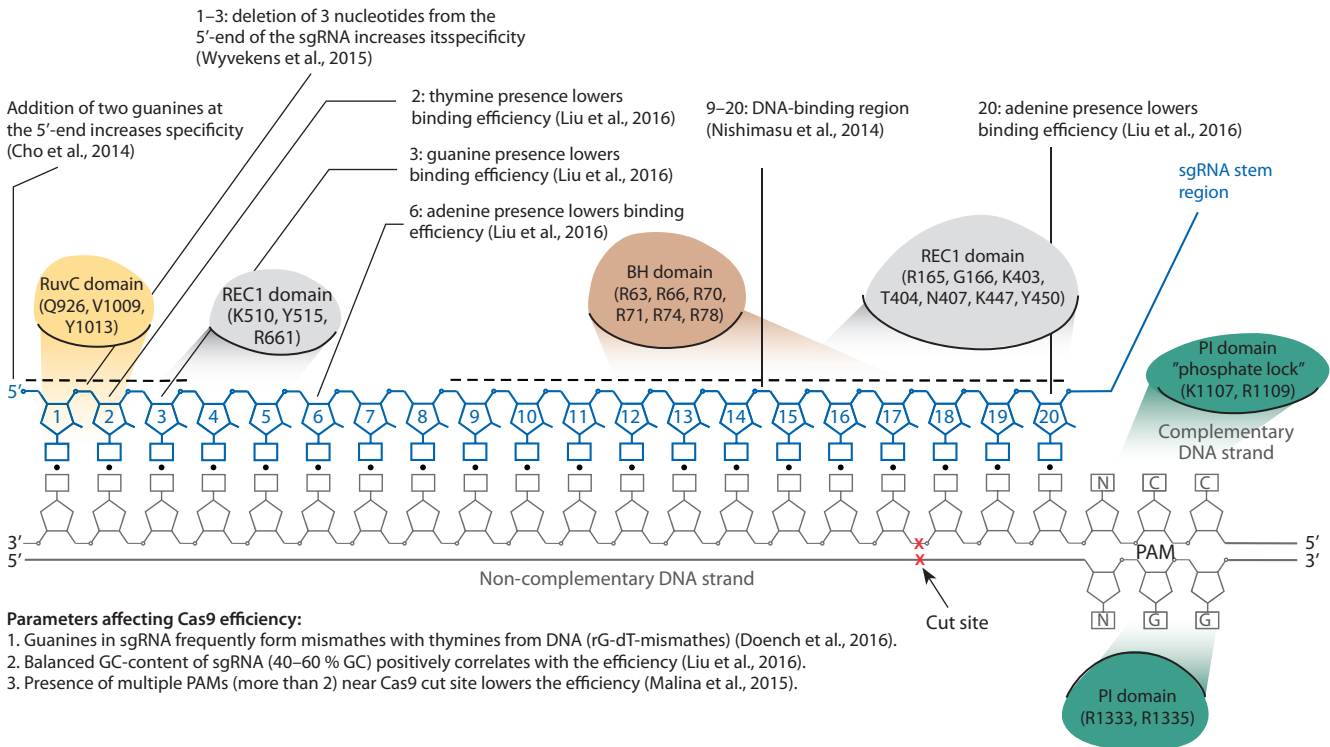 1–3: deletion of 3 nucleotides from the
5′-end of the sgRNA increases itsspecificity
(Wyvekens et al., 2015)
Addition of two guanines at
the 5′-end increases specificity
(Cho et al., 2014)
2: thymine presence lowers
binding efficiency (Liu et al., 2016)
3: guanine presence lowers
binding efficiency (Liu et al., 2016)
6: adenine presence lowers binding
efficiency (Liu et al., 2016)
9–20: DNA-binding region
(Nishimasu et al., 2014)
20: adenine presence lowers
binding efficiency (Liu et al., 2016)
sgRNA stem
region
RuvC domain
(Q926, V1009,
Y1013)
REC1 domain
(K510, Y515,
R661)
BH domain
(R63, R66, R70,
R71, R74, R78)
REC1 domain
(R165, G166, K403,
T404, N407, K447, Y450)
PI domain
"phosphate lock"
(K1107, R1109)
Complementary
DNA strand
5′
1 2 3 4 5 6 7 8 9 10 11 12 13 14 15 16 17 18 19 20
N C C
3′ x 5′
5′ x PAM 3′
Non-complementary DNA strand
N G G
Cut site
PI domain
(R1333, R1335)
Parameters affecting Cas9 efficiency:
1. Guanines in sgRNA frequently form mismathes with thymines from DNA (rG-dT-mismathes) (Doench et al., 2016).
2. Balanced GC-content of sgRNA (40–60 % GC) positively correlates with the efficiency (Liu et al., 2016).
3. Presence of multiple PAMs (more than 2) near Cas9 cut site lowers the efficiency (Malina et al., 2015).